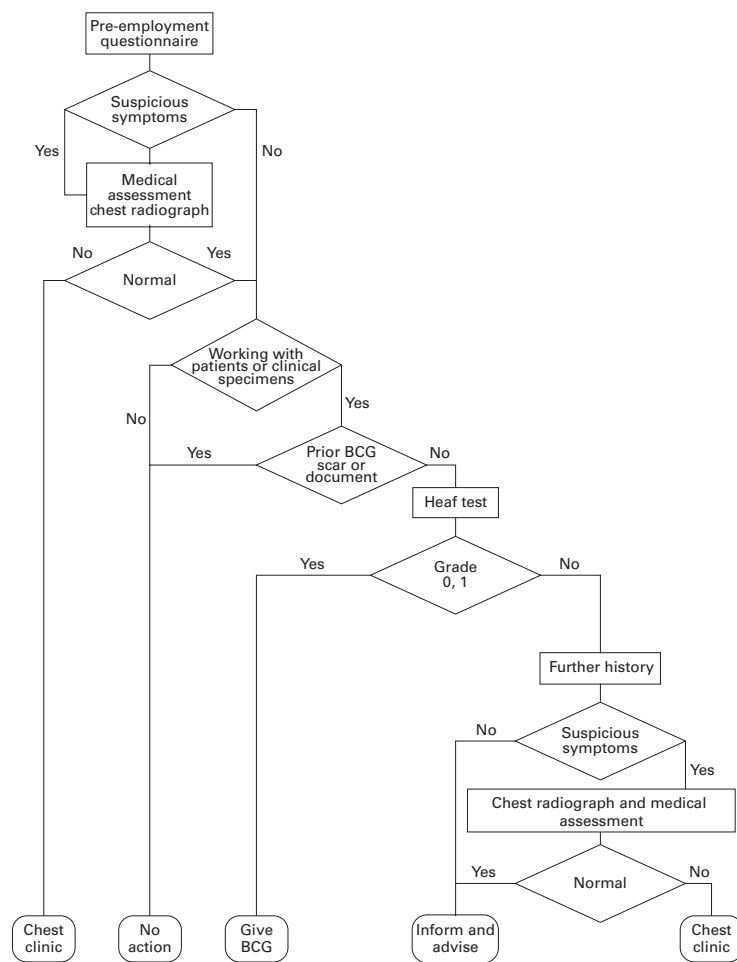 Pre-employment
questionnaire
Suspicious
symptoms
Yes
No
Medical
assessment
chest radiograph
No
Yes
Normal
Working with
patients or clinical
specimens
No
Yes
Yes
Prior BCG
scar or
document
No
Heaf test
Yes
Grade
0, 1
No
Further history
No
Suspicious
symptoms
Yes
Chest radiograph and medical
assessment
Yes
Normal
No
Chest
clinic
No
action
Give
BCG
Inform and
advise
Chest
clinic